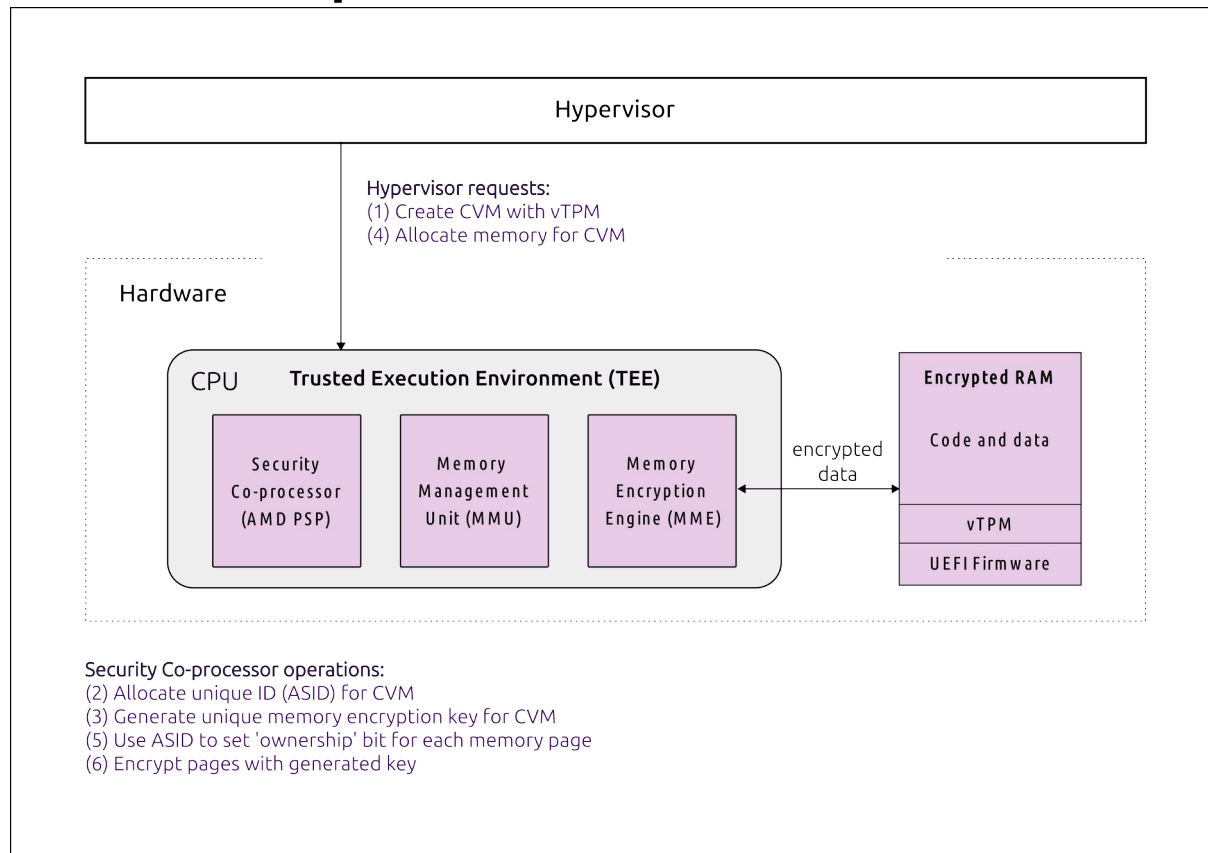 Hypervisor
Hypervisor requests:
(1) Create CVM with vTPM
(4) Allocate memory for CVM
Hardware
CPU
Trusted Execution Environment (TEE)
Security
Co-processor
(AMD PSP)
Memory
Management
Unit (MMU)
Memory
Encryption
Engine (MME)
encrypted
data
Encrypted RAM
Code and data
vTPM
UEFI Firmware
Security Co-processor operations:
(2) Allocate unique ID (ASID) for CVM
(3) Generate unique memory encryption key for CVM
(5) Use ASID to set 'ownership' bit for each memory page
(6) Encrypt pages with generated key